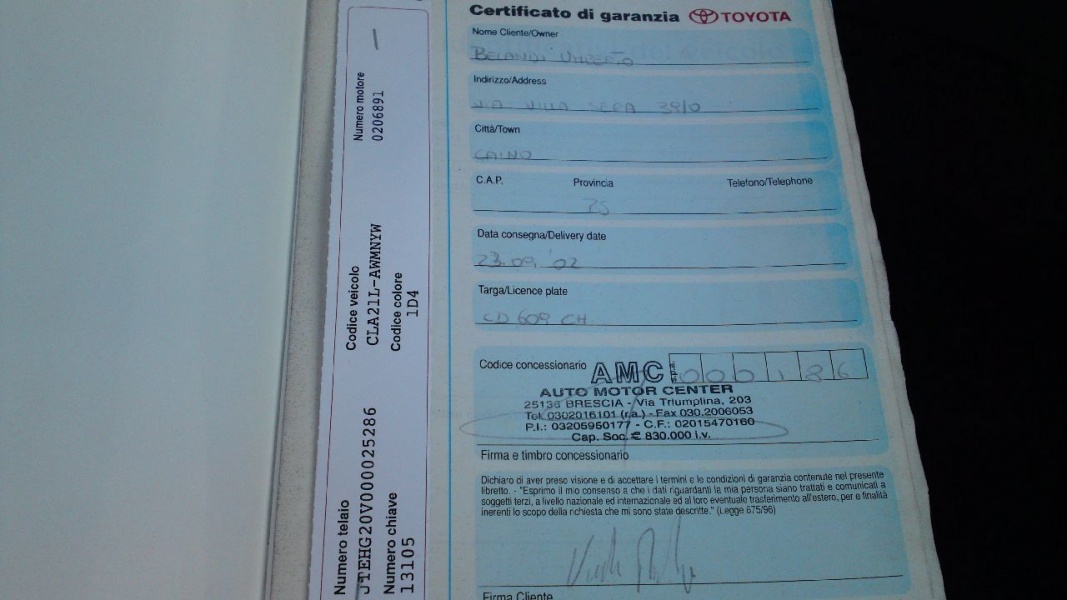 Numero telaio
JTEHG20V000025286
Numero chiave
13105
Codice veicolo
CLA21L-AWMNYW
Codice colore
1D4
Numero motore
0206891
Certificato di garanzia TOYOTA
Nome Cliente/Owner
Indirizzo/Address
VIA VILLA SERA 39/0
Città/Town
CAINO
C.A.P. Provincia Telefono/Telephone
Data consegna/Delivery date
23.09.'02
Targa/Licence plate
CD 609 CH
Codice concessionario AMC 000186
AUTO MOTOR CENTER
25136 BRESCIA - Via Triumplina, 203
Tel. 0302016101 (r.a.) - Fax 030.2006053
P.I.: 03205950177 - C.F.: 02015470160
Cap. Soc. € 830.000 i.v.
Firma e timbro concessionario
Dichiaro di aver preso visione e di accettare i termini e le condizioni di garanzia contenute nel presente
libretto. - "Esprimo il mio consenso a che i dati riguardanti la mia persona siano trattati e comunicati a
soggetti terzi, a livello nazionale ed internazionale ed al loro eventuale trasferimento all'estero, per e finalità
inerenti lo scopo della richiesta che mi sono state descritte." (Legge 675/96)
Firma Cliente